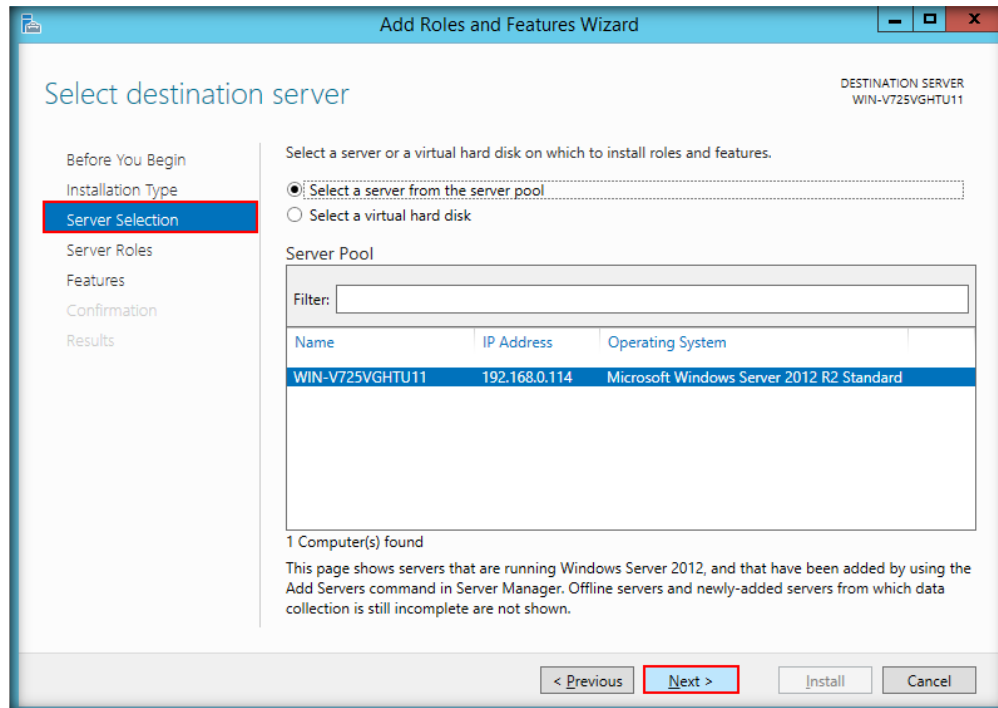 Add Roles and Features Wizard
Select destination server
DESTINATION SERVER
WIN-V725VGHTU11
Before You Begin
Installation Type
Server Selection
Server Roles
Features
Confirmation
Results
Select a server or a virtual hard disk on which to install roles and features.
Select a server from the server pool
Select a virtual hard disk
Server Pool
Filter:
Name IP Address Operating System
WIN-V725VGHTU11 192.168.0.114 Microsoft Windows Server 2012 R2 Standard
1 Computer(s) found
This page shows servers that are running Windows Server 2012, and that have been added by using the
Add Servers command in Server Manager. Offline servers and newly-added servers from which data
collection is still incomplete are not shown.
< Previous Next > Install Cancel